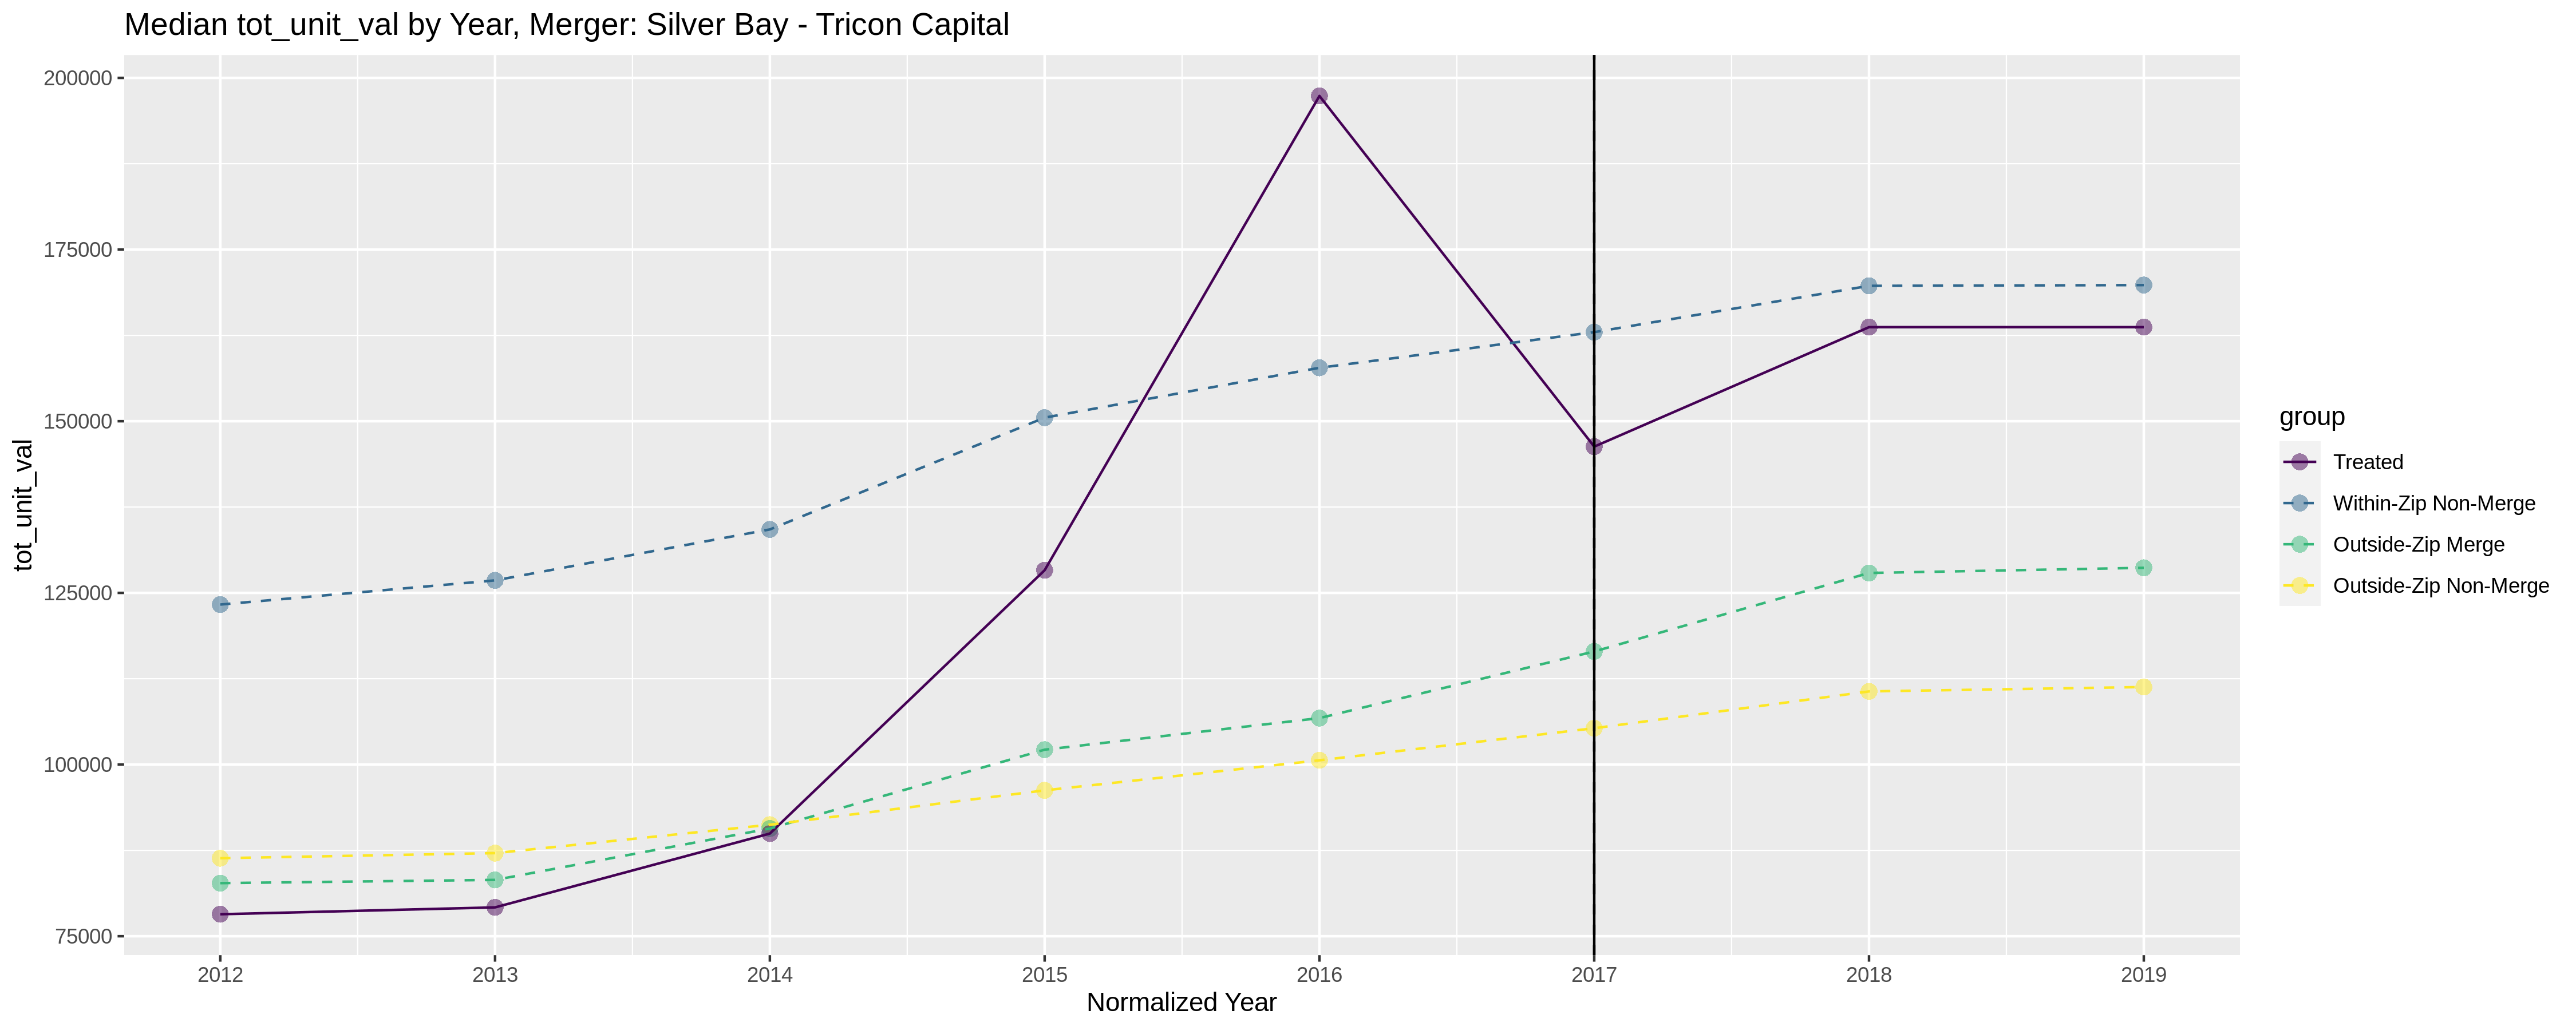 Median tot_unit_val by Year, Merger: Silver Bay - Tricon Capital
tot_unit_val
200000
175000
150000
125000
100000
75000
2012 2013 2014 2015 2016 2017 2018 2019
Normalized Year
group
Treated
Within-Zip Non-Merge
Outside-Zip Merge
Outside-Zip Non-Merge